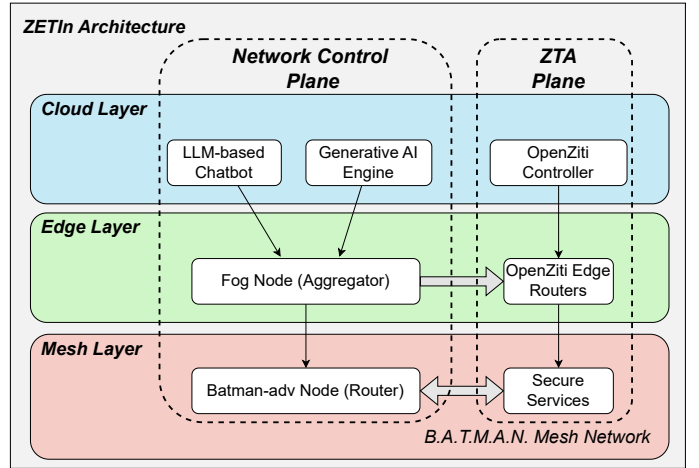 ZETIn Architecture
Network Control
Plane
ZTA
Plane
Cloud Layer
LLM-based
Chatbot
Generative AI
Engine
OpenZiti
Controller
Edge Layer
Fog Node (Aggregator)
OpenZiti Edge
Routers
Mesh Layer
Batman-adv Node (Router)
Secure
Services
B.A.T.M.A.N. Mesh Network